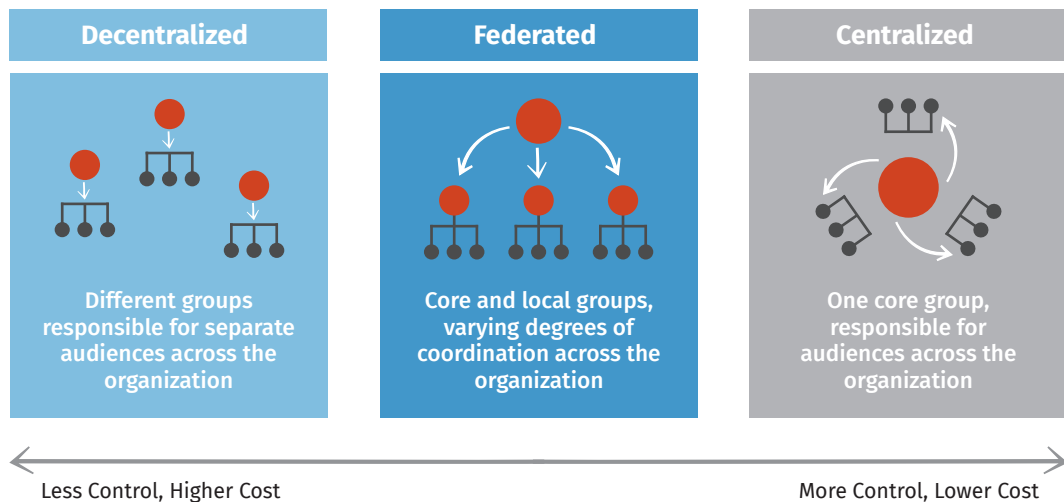 Decentralized
Different groups
responsible for separate
audiences across the
organization
Federated
Core and local groups,
varying degrees of
coordination across the
organization
Centralized
One core group,
responsible for
audiences across the
organization
Less Control, Higher Cost
More Control, Lower Cost